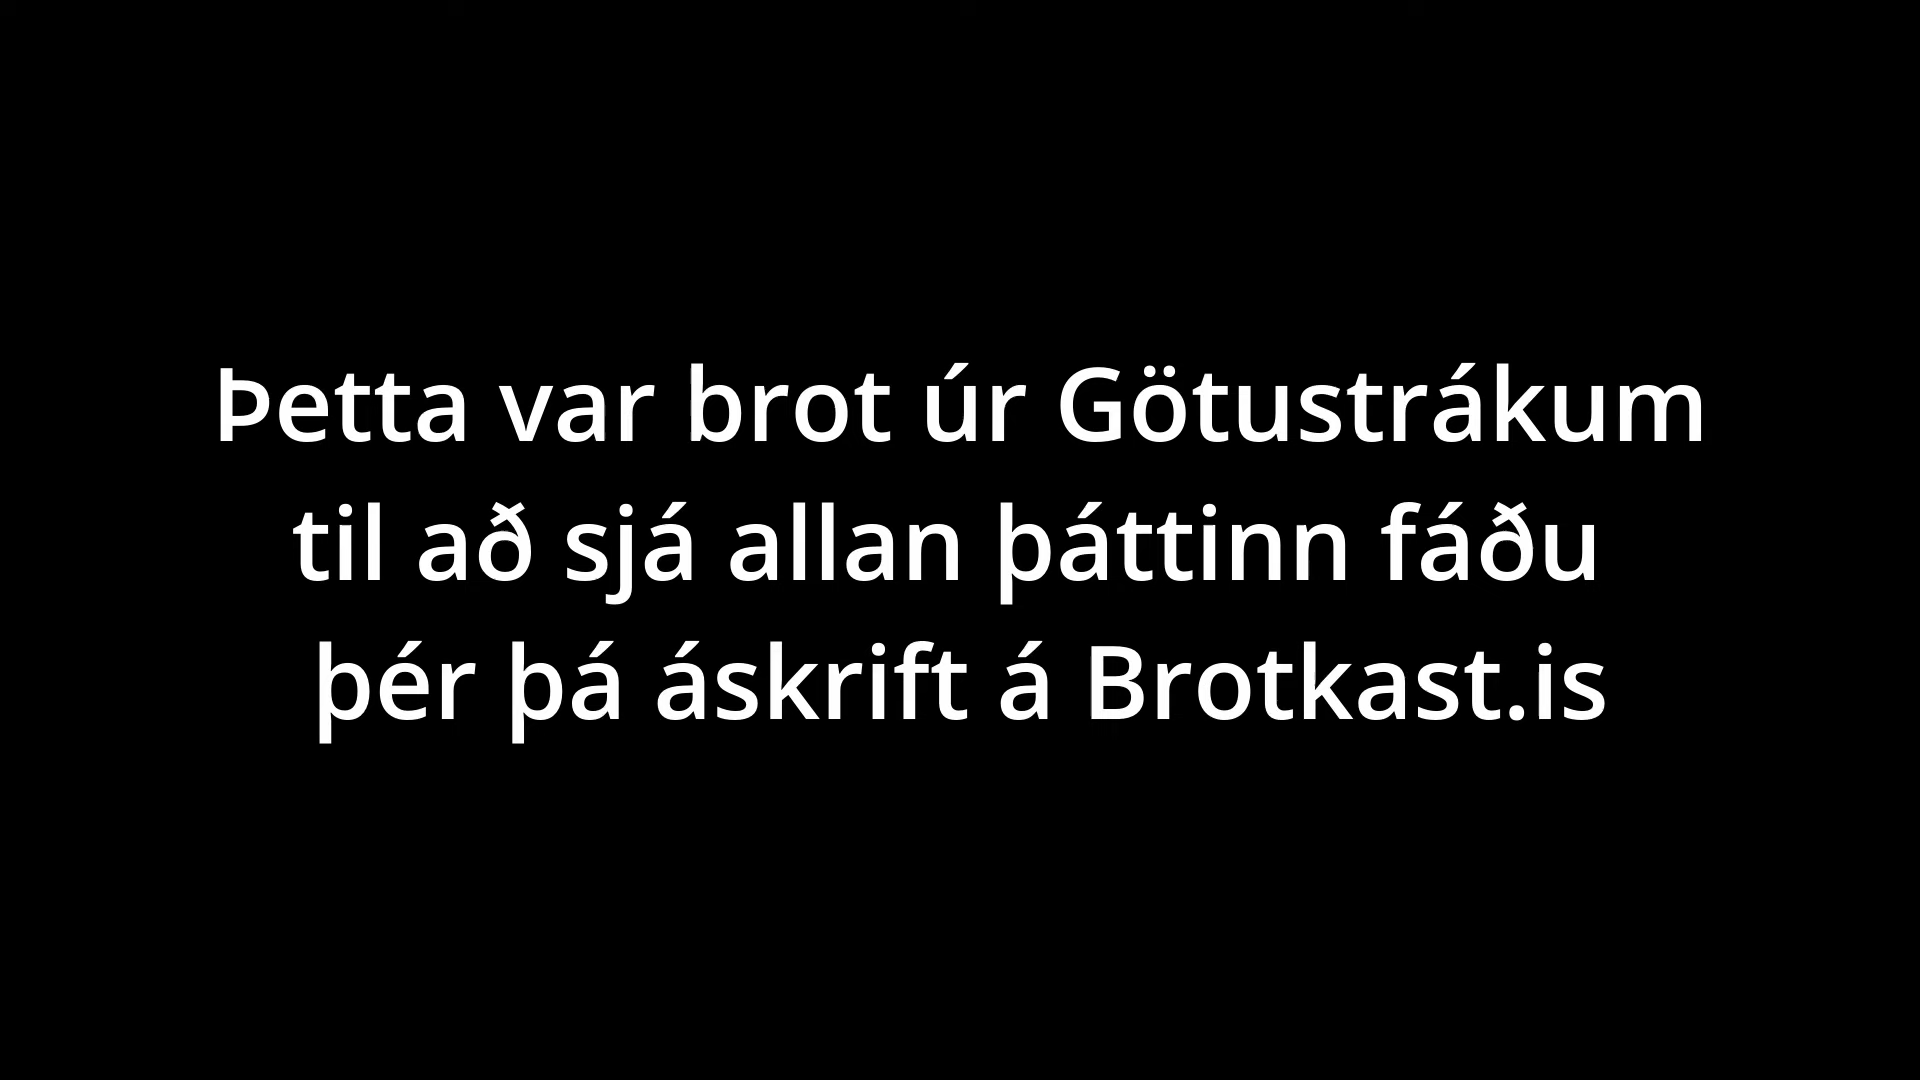 Þetta var brot úr Götustrákum
til að sjá allan þáttinn fáðu
þér þá áskrift á Brotkast.is